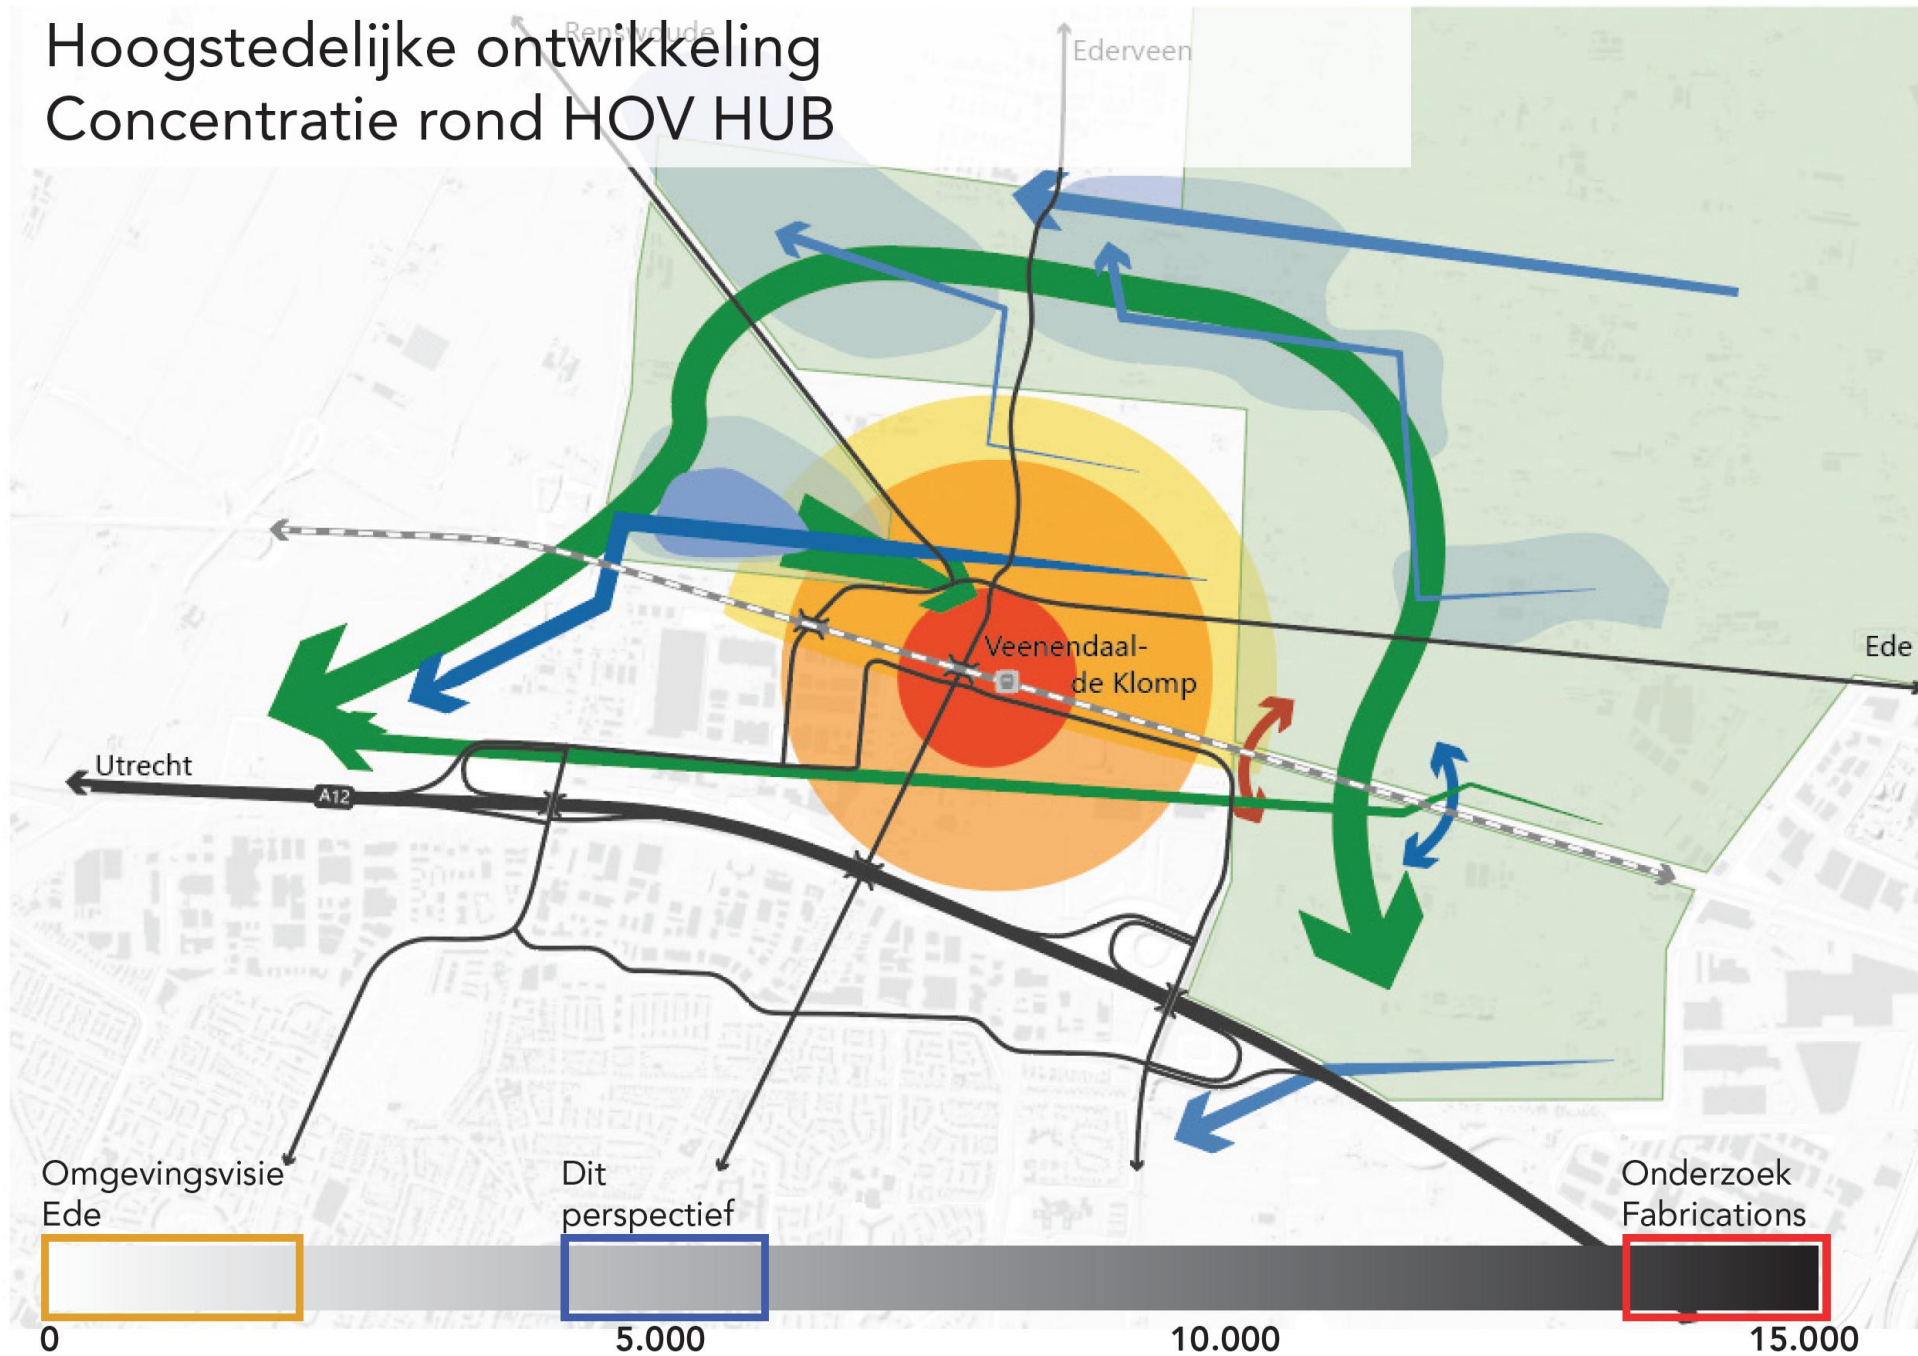 Hoogstedelijke ontwikkeling
Concentratie rond HOV HUB
Renswoude
Ederveen
Veenendaal-
de Klomp
Ede
Utrecht
A12
Omgevingsvisie
Ede
Dit
perspectief
Onderzoek
Fabrications
0
5.000
10.000
15.000